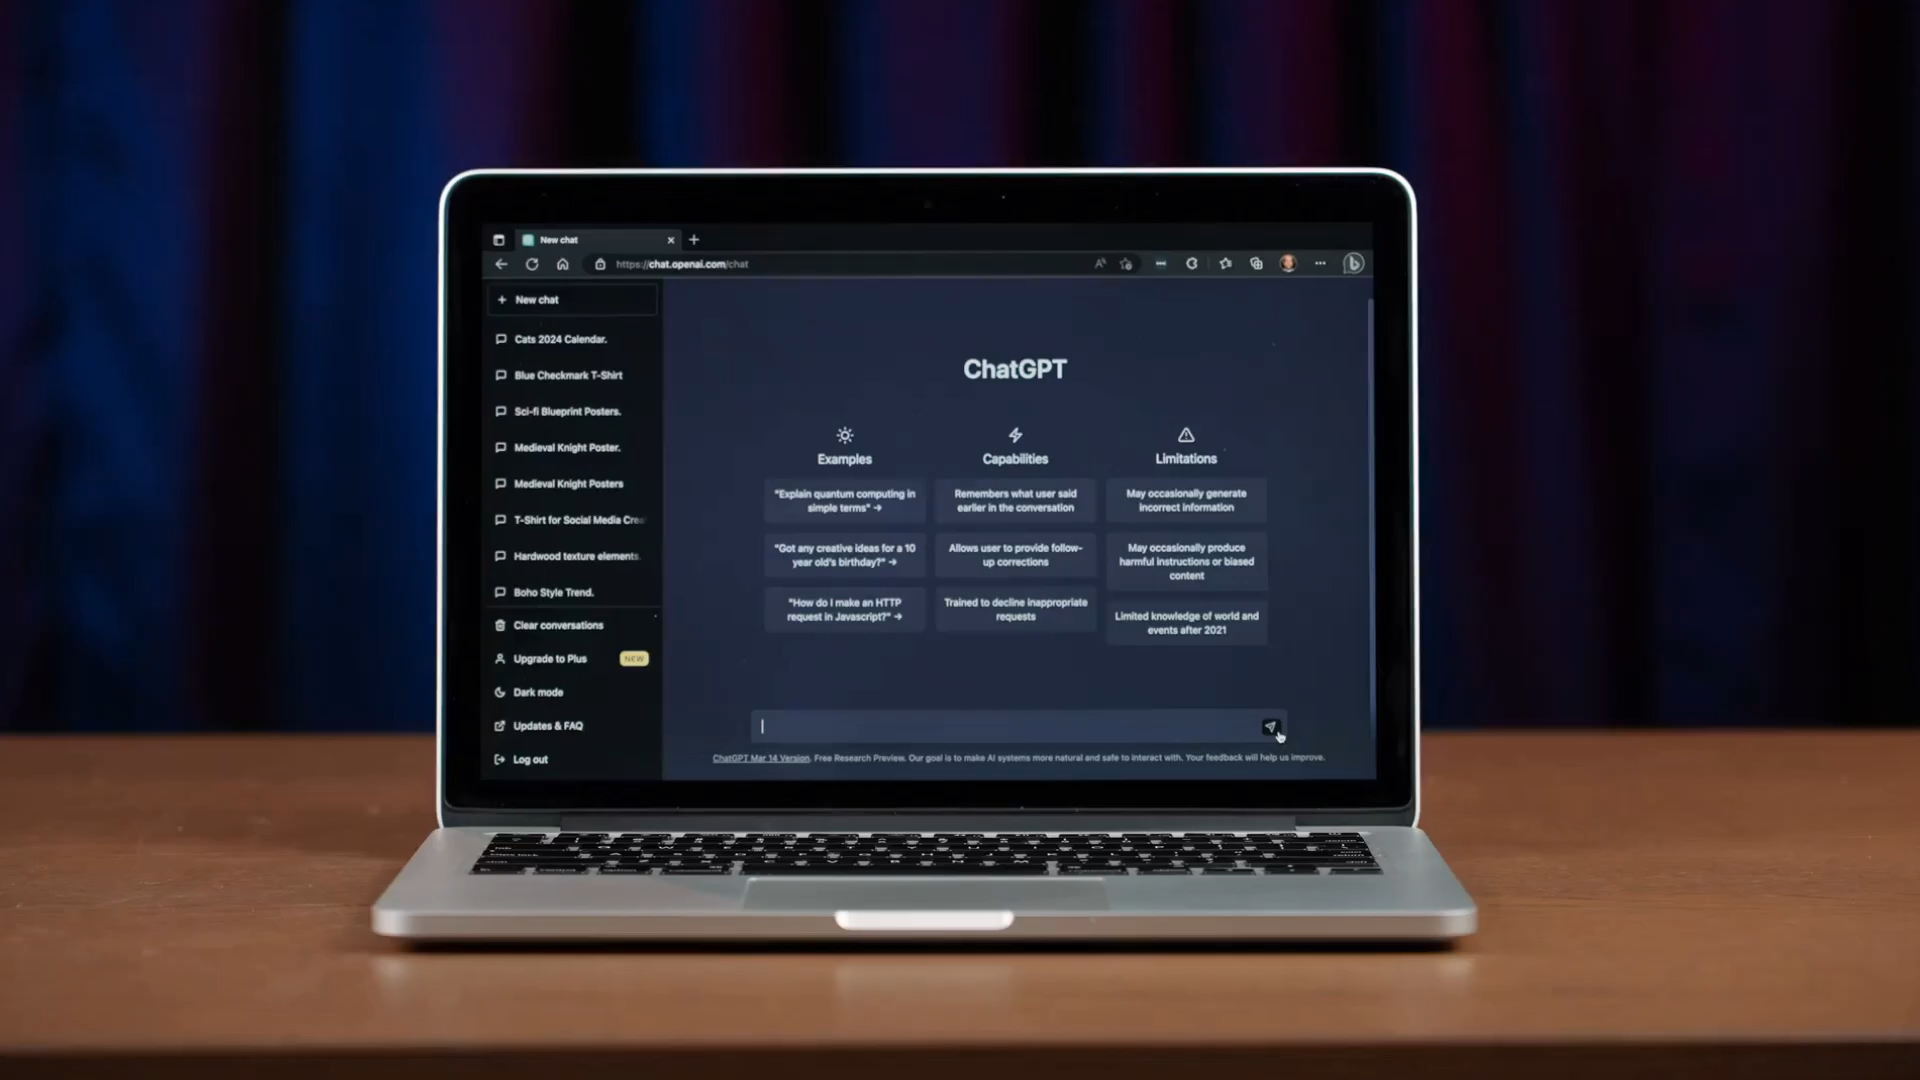 New chat
https://chat.openai.com/chat
New chat
Cats 2024 Calendar.
Blue Checkmark T-Shirt
Sci-fi Blueprint Posters.
Medieval Knight Poster.
Medieval Knight Posters
T-Shirt for Social Media Crea
Hardwood texture elements.
Boho Style Trend.
Clear conversations
Upgrade to Plus NEW
Dark mode
Updates & FAQ
Log out
ChatGPT
Examples
"Explain quantum computing in
simple terms" →
"Got any creative ideas for a 10
year old's birthday?" →
"How do I make an HTTP
request in Javascript?" →
Capabilities
Remembers what user said
earlier in the conversation
Allows user to provide follow-
up corrections
Trained to decline inappropriate
requests
Limitations
May occasionally generate
incorrect information
May occasionally produce
harmful instructions or biased
content
Limited knowledge of world and
events after 2021
ChatGPT Mar 14 Version. Free Research Preview. Our goal is to make AI systems more natural and safe to interact with. Your feedback will help us improve.